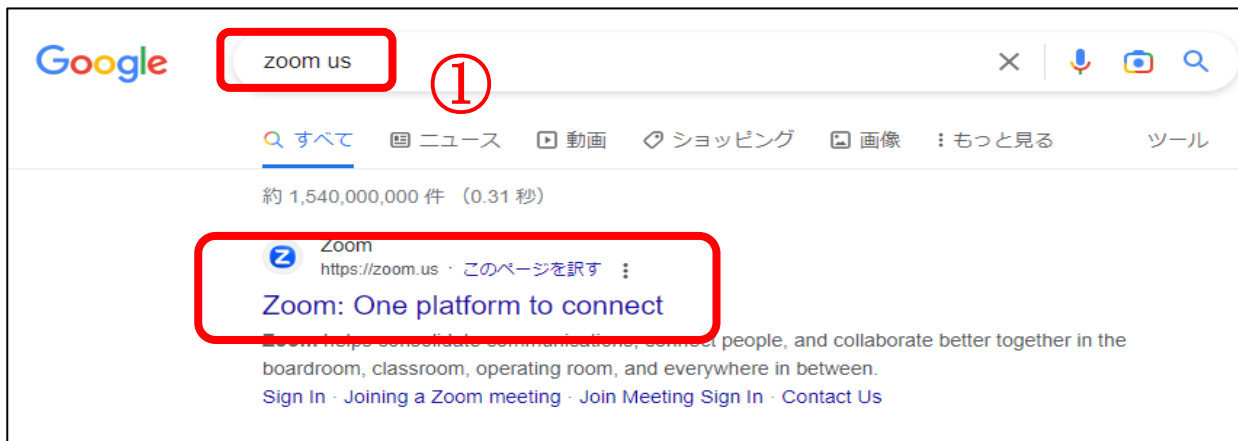 Google
zoom us
①
すべて ニュース 動画 ショッピング 画像 もっと見る ツール
約 1,540,000,000 件 （0.31 秒）
Zoom
https://zoom.us · このページを訳す
Zoom: One platform to connect
Zoom helps consolidate communications, connect people, and collaborate better together in the
boardroom, classroom, operating room, and everywhere in between.
Sign In · Joining a Zoom meeting · Join Meeting Sign In · Contact Us